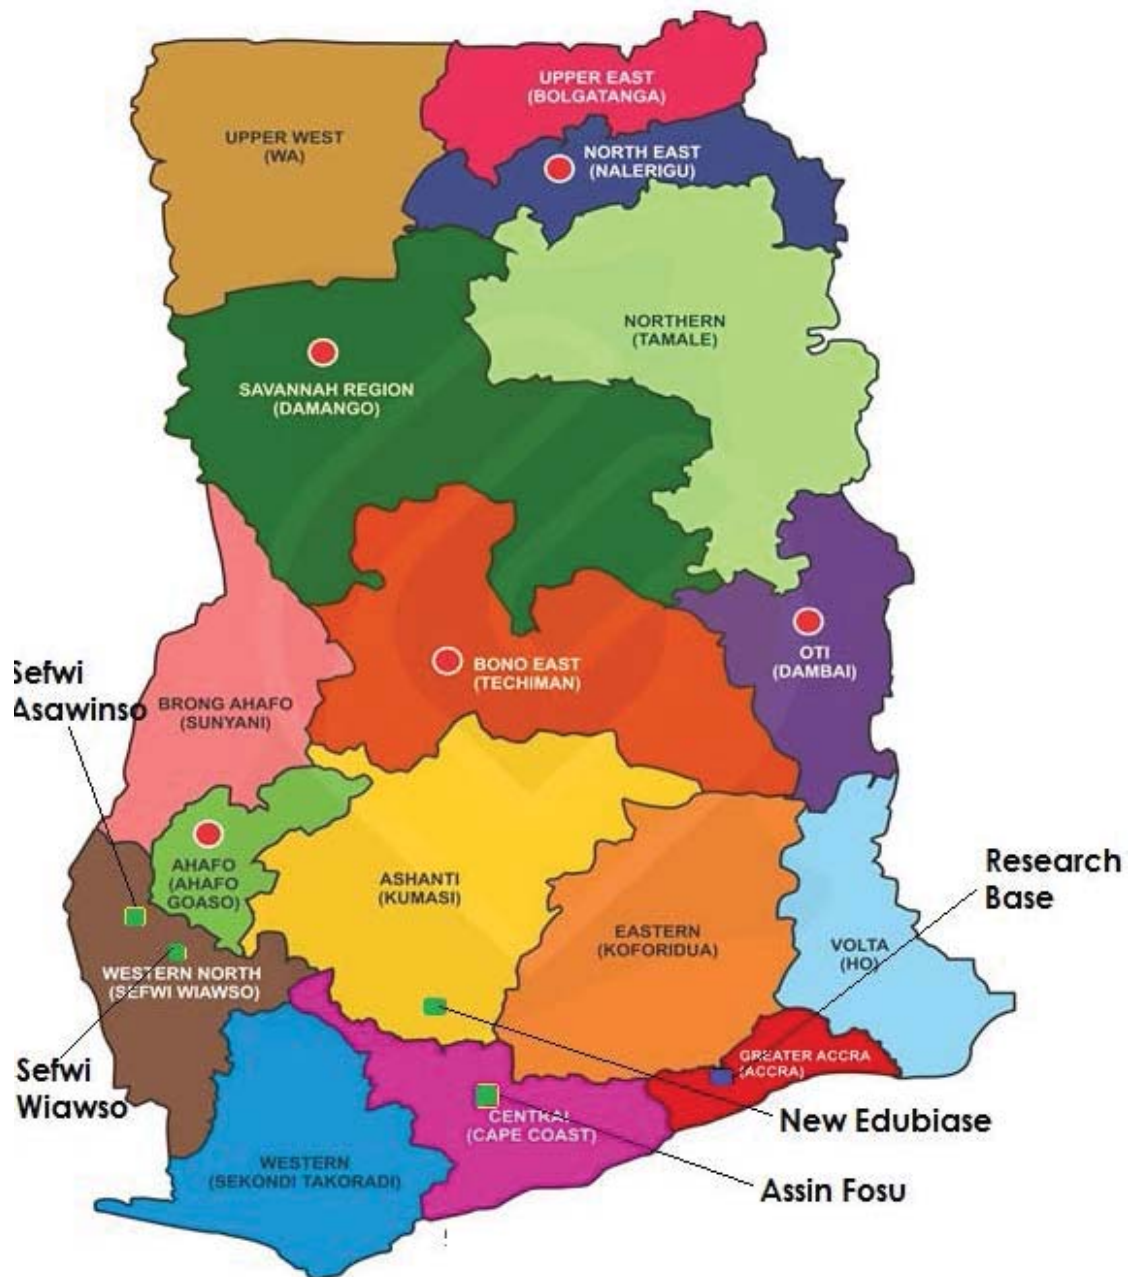 UPPER EAST
(BOLGATANGA)
UPPER WEST
(WA)
NORTH EAST
(NALERIGU)
NORTHERN
(TAMALE)
SAVANNAH REGION
(DAMANGO)
OTI
(DAMBAI)
BONO EAST
(TECHIMAN)
Sefwi
Asawinso
BRONG AHAFO
(SUNYANI)
AHAFO
(AHAFO
GOASO)
ASHANTI
(KUMASI)
Research
Base
EASTERN
(KOFORIDUA)
VOLTA
(HO)
WESTERN NORTH
(SEFWI WIAWSO)
GREATER ACCRA
(ACCRA)
Sefwi
Wiawso
New Edubiase
CENTRAL
(CAPE COAST)
WESTERN
(SEKONDI TAKORADI)
Assin Fosu